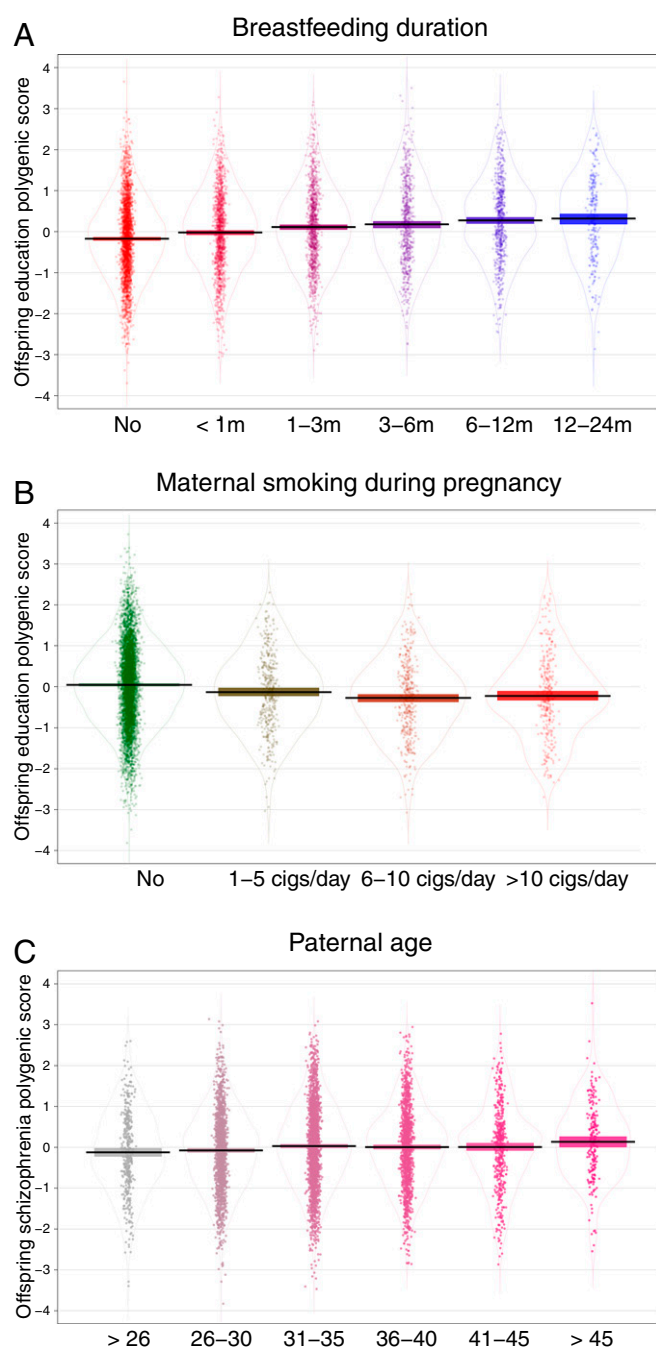 A
Breastfeeding duration
Offspring education polygenic score
4
3
2
1
0
−1
−2
−3
−4
No < 1m 1−3m 3−6m 6−12m 12−24m
B
Maternal smoking during pregnancy
Offspring education polygenic score
4
3
2
1
0
−1
−2
−3
−4
No 1−5 cigs/day 6−10 cigs/day >10 cigs/day
C
Paternal age
Offspring schizophrenia polygenic score
4
3
2
1
0
−1
−2
−3
−4
> 26 26−30 31−35 36−40 41−45 > 45